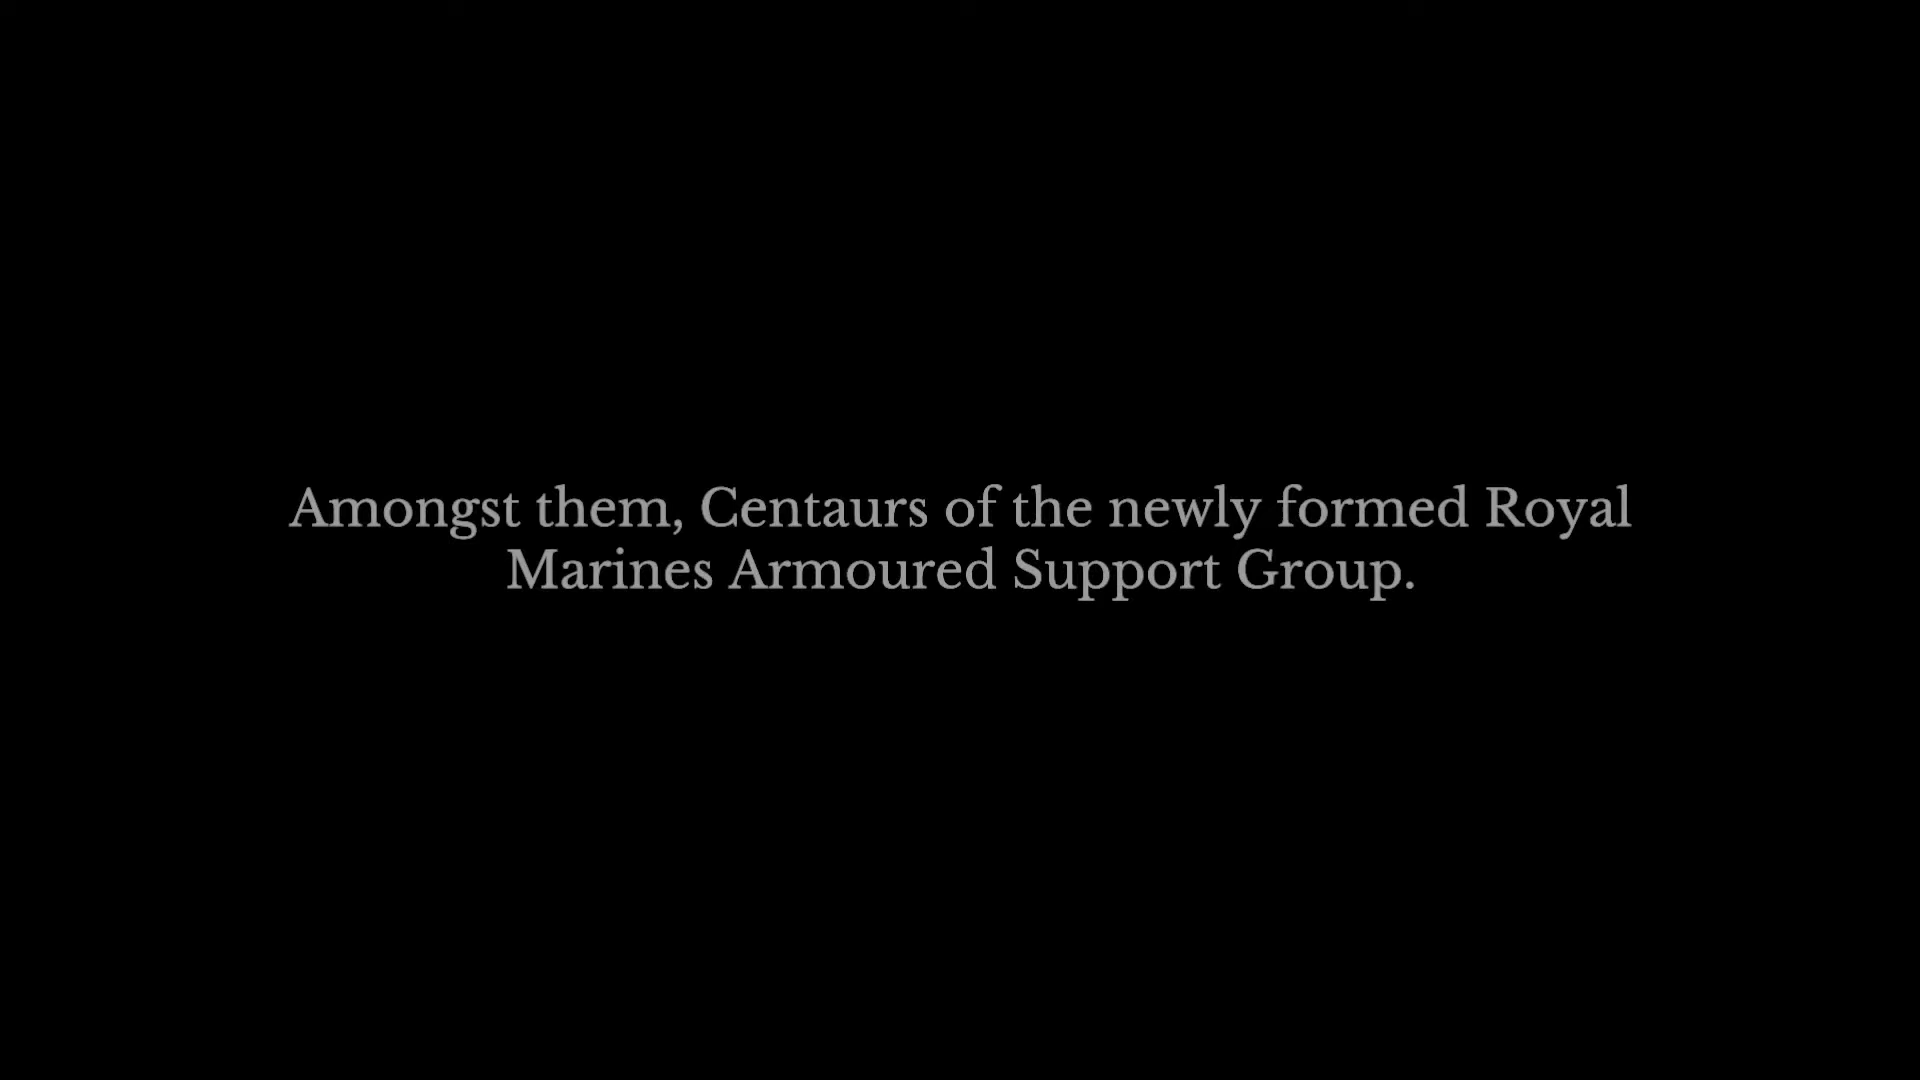 Amongst them, Centaurs of the newly formed Royal
Marines Armoured Support Group.